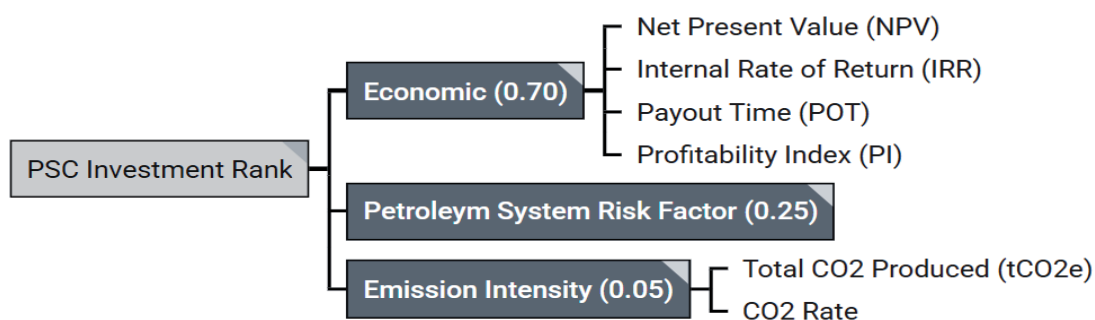 Net Present Value (NPV)
Internal Rate of Return (IRR)
Economic (0.70)
Payout Time (POT)
Profitability Index (PI)
PSC Investment Rank
Petroleym System Risk Factor (0.25)
Total CO2 Produced (tCO2e)
Emission Intensity (0.05)
CO2 Rate